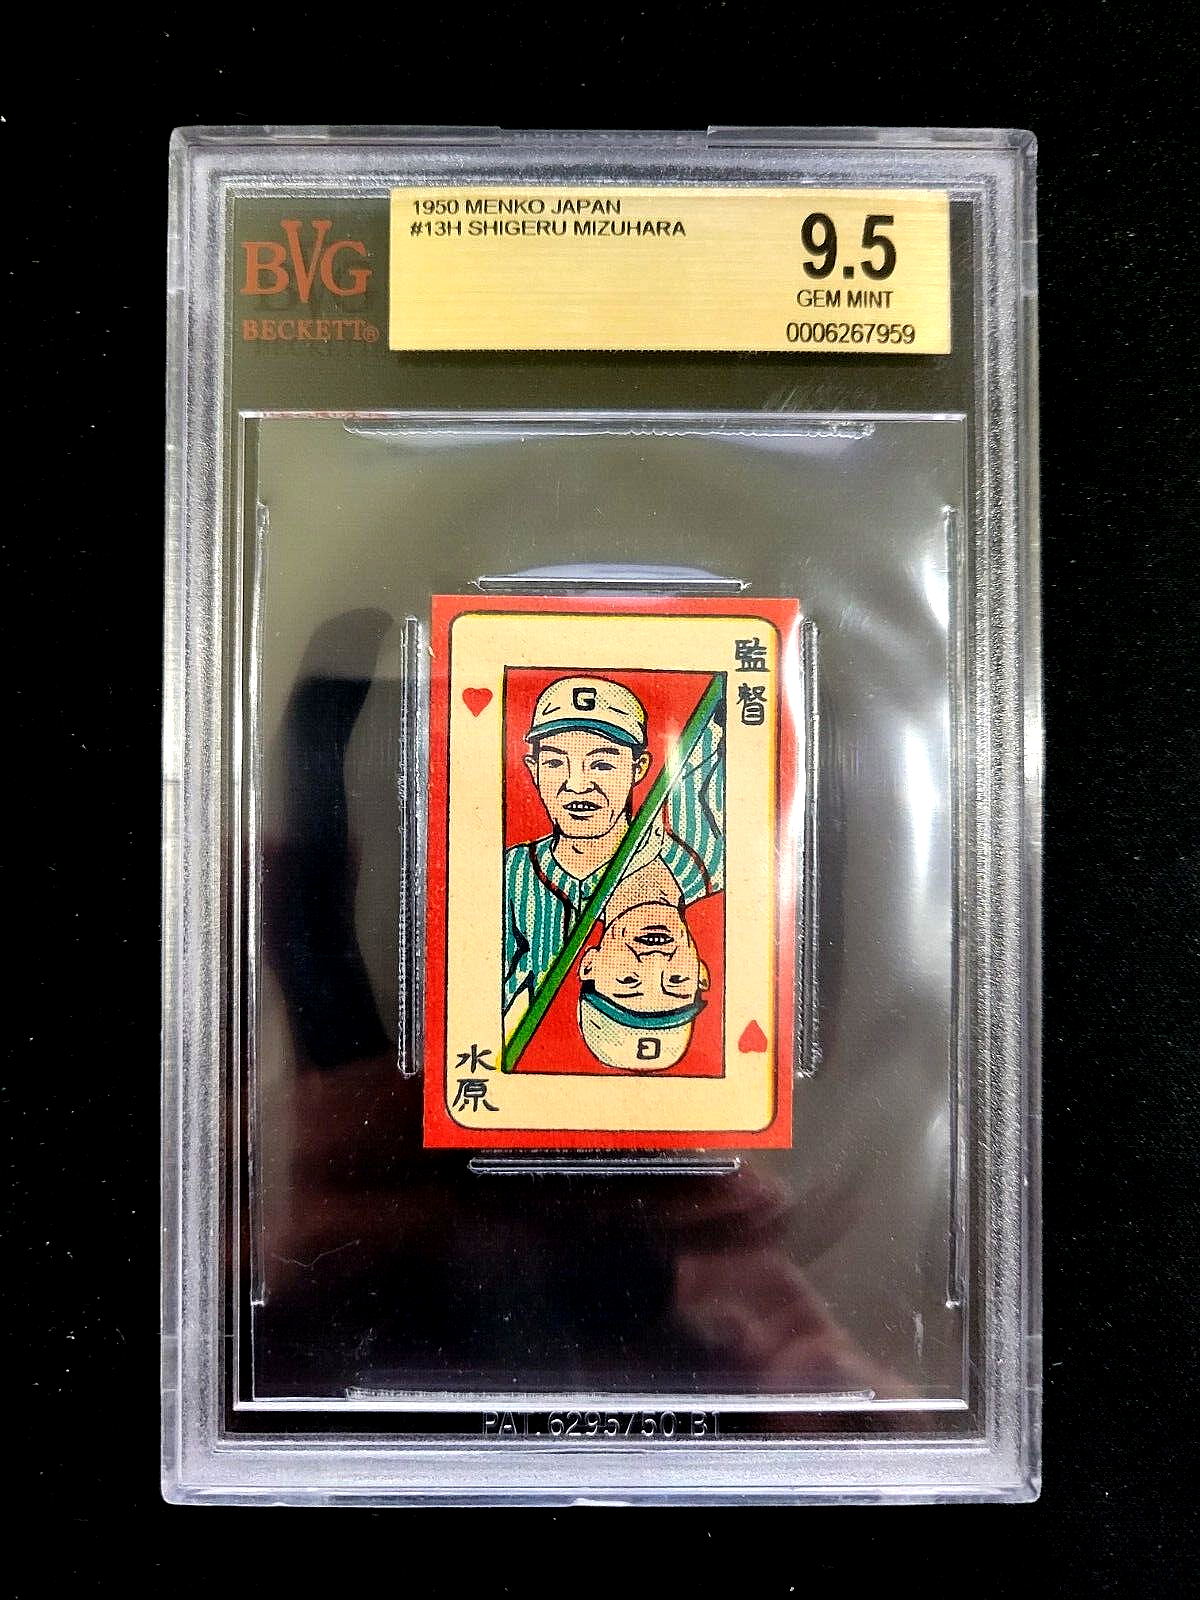 BVG
BECKETT®
1950 MENKO JAPAN
#13H SHIGERU MIZUHARA
9.5
GEM MINT
0006267959
監督
G
G
水原
PAT. 6295750 B1